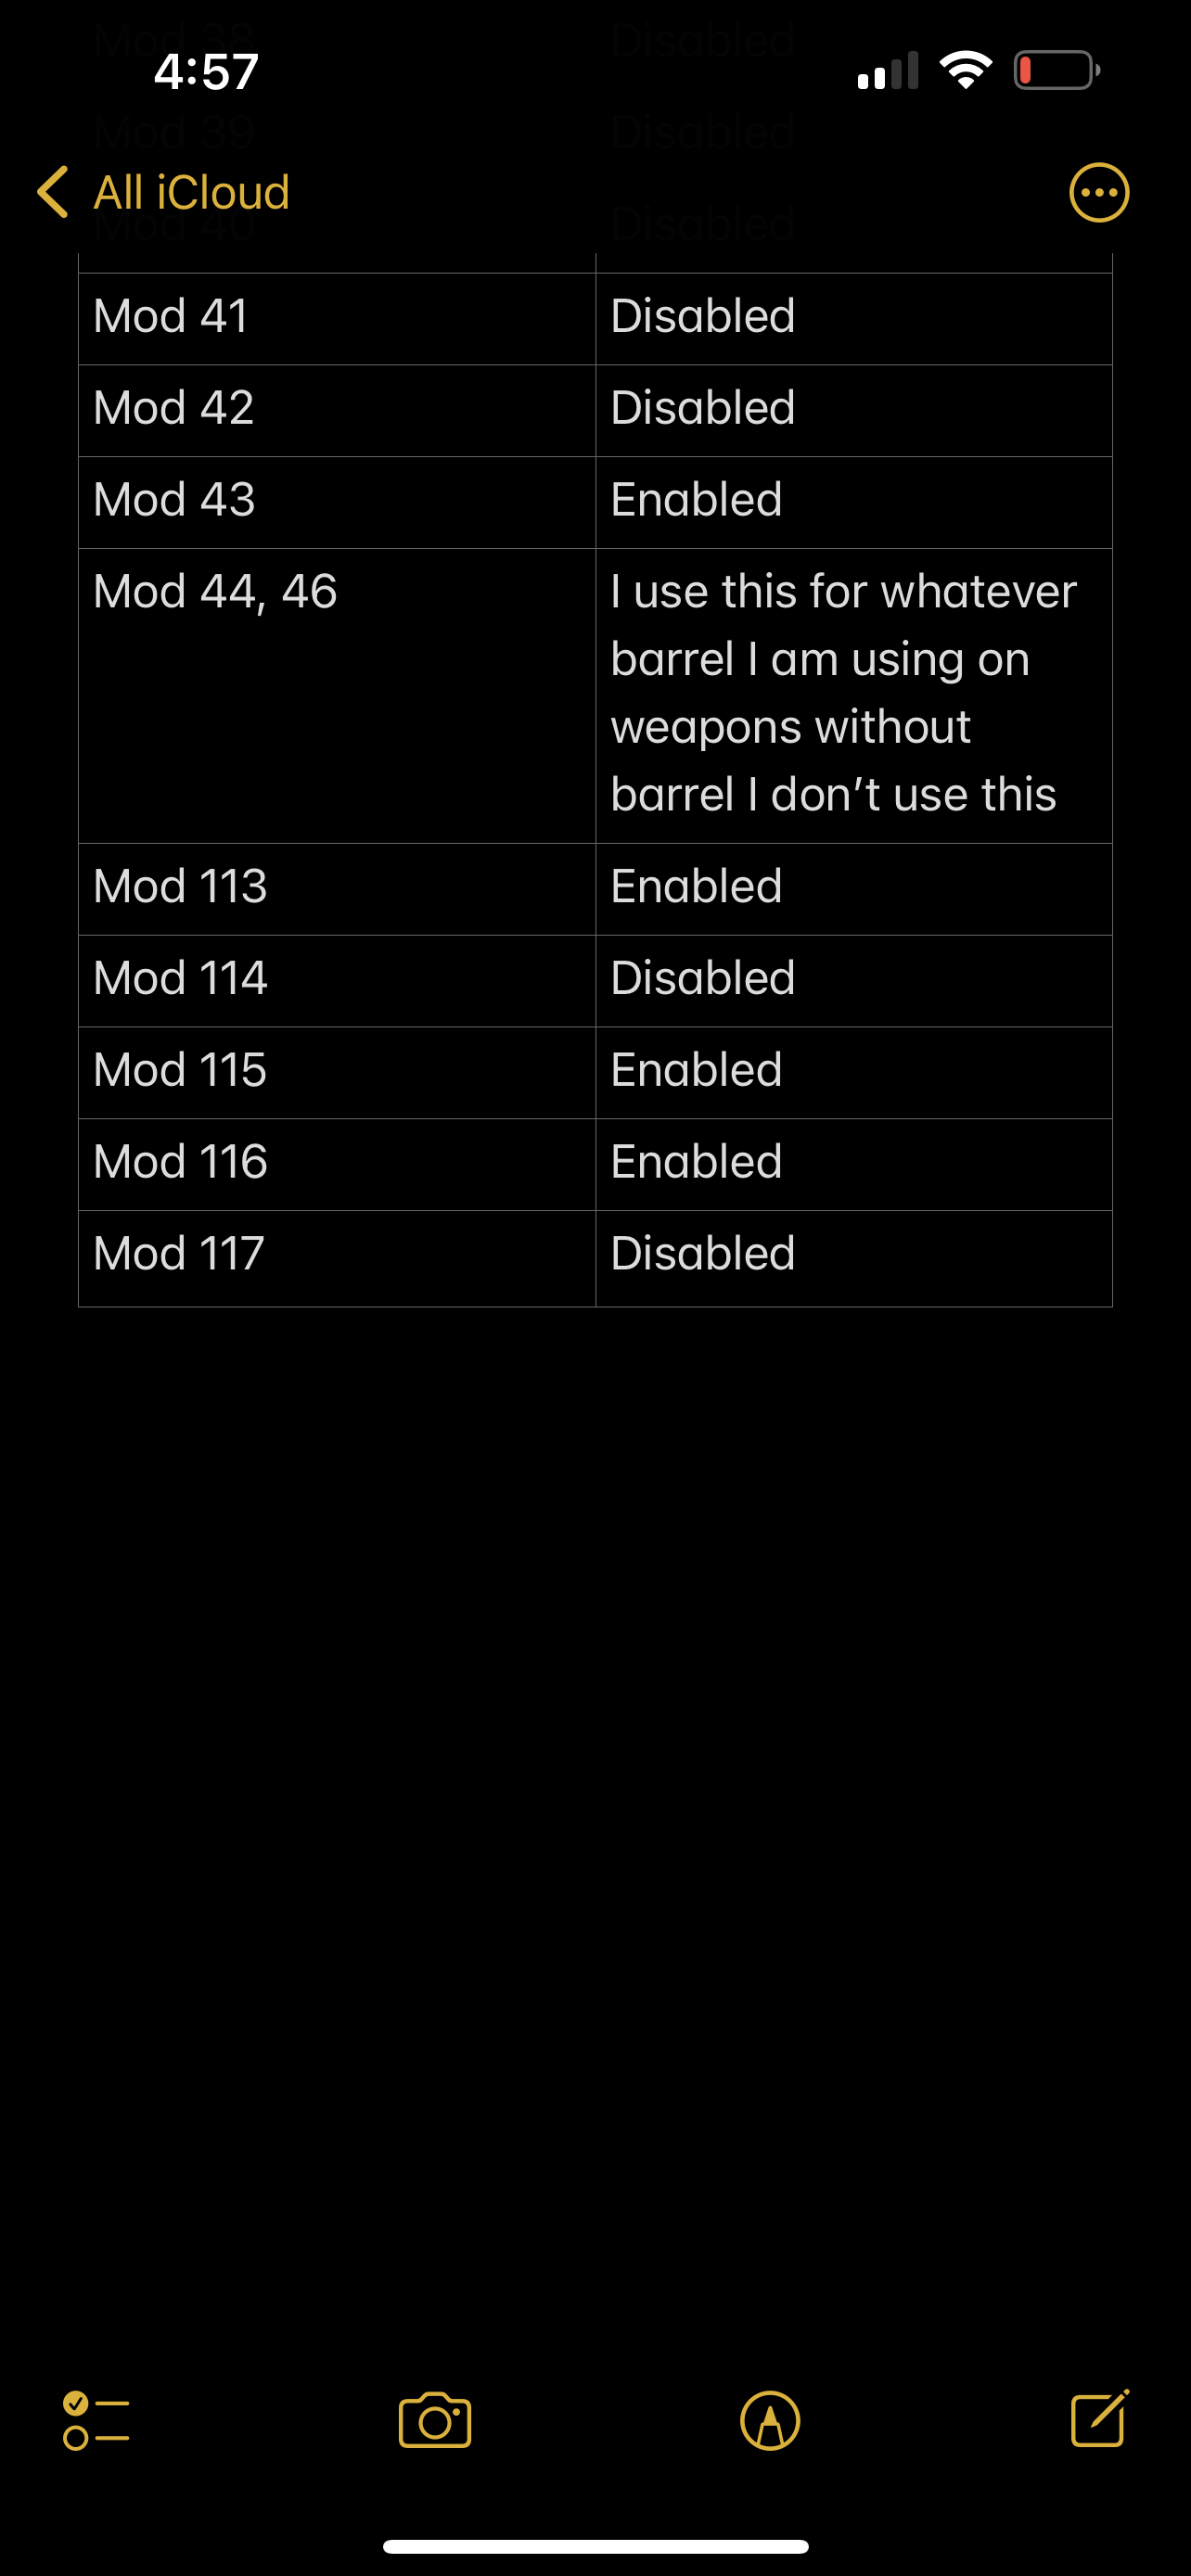 Mod 38 Disabled
4:57
Mod 39 Disabled
All iCloud
Mod 40 Disabled
Mod 41 Disabled
Mod 42 Disabled
Mod 43 Enabled
Mod 44, 46 I use this for whatever
barrel I am using on
weapons without
barrel I don’t use this
Mod 113 Enabled
Mod 114 Disabled
Mod 115 Enabled
Mod 116 Enabled
Mod 117 Disabled